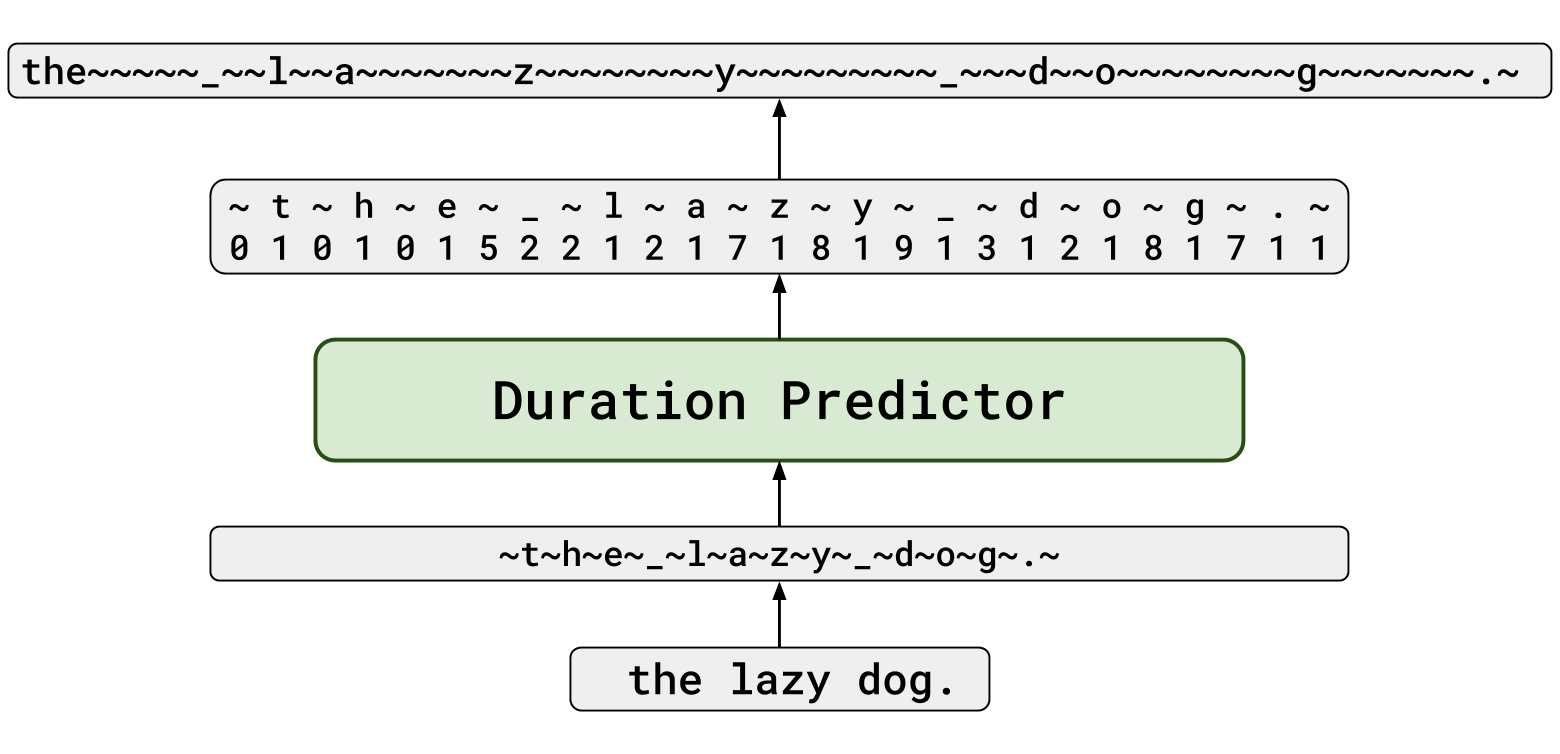 the~~~~~_~~l~~a~~~~~~~z~~~~~~~~y~~~~~~~~~_~~~d~~o~~~~~~~~g~~~~~~~.~
~ t ~ h ~ e ~ _ ~ l ~ a ~ z ~ y ~ _ ~ d ~ o ~ g ~ . ~
0 1 0 1 0 1 5 2 2 1 2 1 7 1 8 1 9 1 3 1 2 1 8 1 7 1 1
Duration Predictor
~t~h~e~_~l~a~z~y~_~d~o~g~.~
the lazy dog.